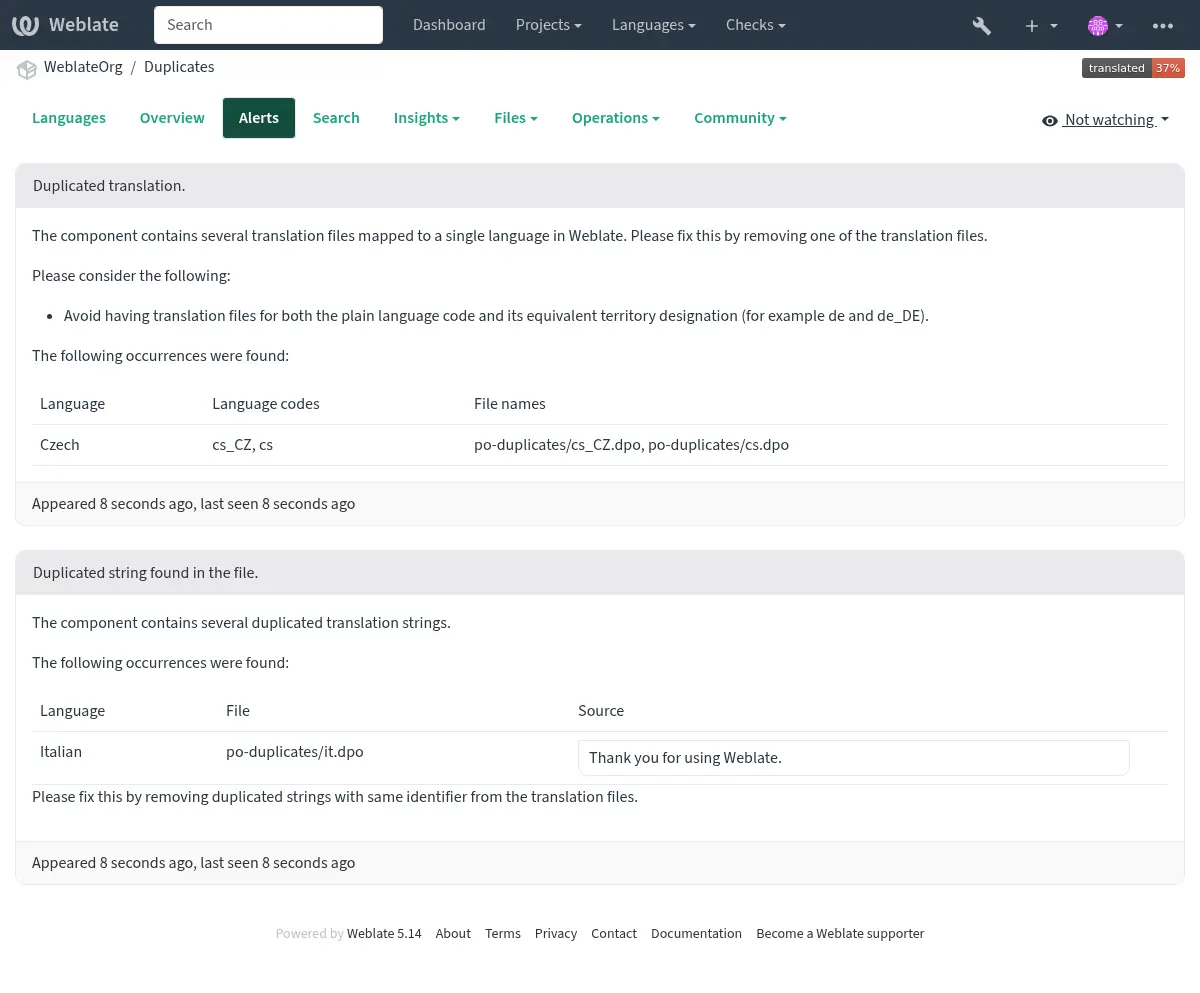 Weblate Search Dashboard Projects Languages Checks
WeblateOrg / Duplicates translated 37%
Languages Overview Alerts Search Insights Files Operations Community Not watching
Duplicated translation.
The component contains several translation files mapped to a single language in Weblate. Please fix this by removing one of the translation files.
Please consider the following:
• Avoid having translation files for both the plain language code and its equivalent territory designation (for example de and de_DE).
The following occurrences were found:
Language Language codes File names
Czech cs_CZ, cs po-duplicates/cs_CZ.dpo, po-duplicates/cs.dpo
Appeared 8 seconds ago, last seen 8 seconds ago
Duplicated string found in the file.
The component contains several duplicated translation strings.
The following occurrences were found:
Language File Source
Italian po-duplicates/it.dpo Thank you for using Weblate.
Please fix this by removing duplicated strings with same identifier from the translation files.
Appeared 8 seconds ago, last seen 8 seconds ago
Powered by Weblate 5.14 About Terms Privacy Contact Documentation Become a Weblate supporter